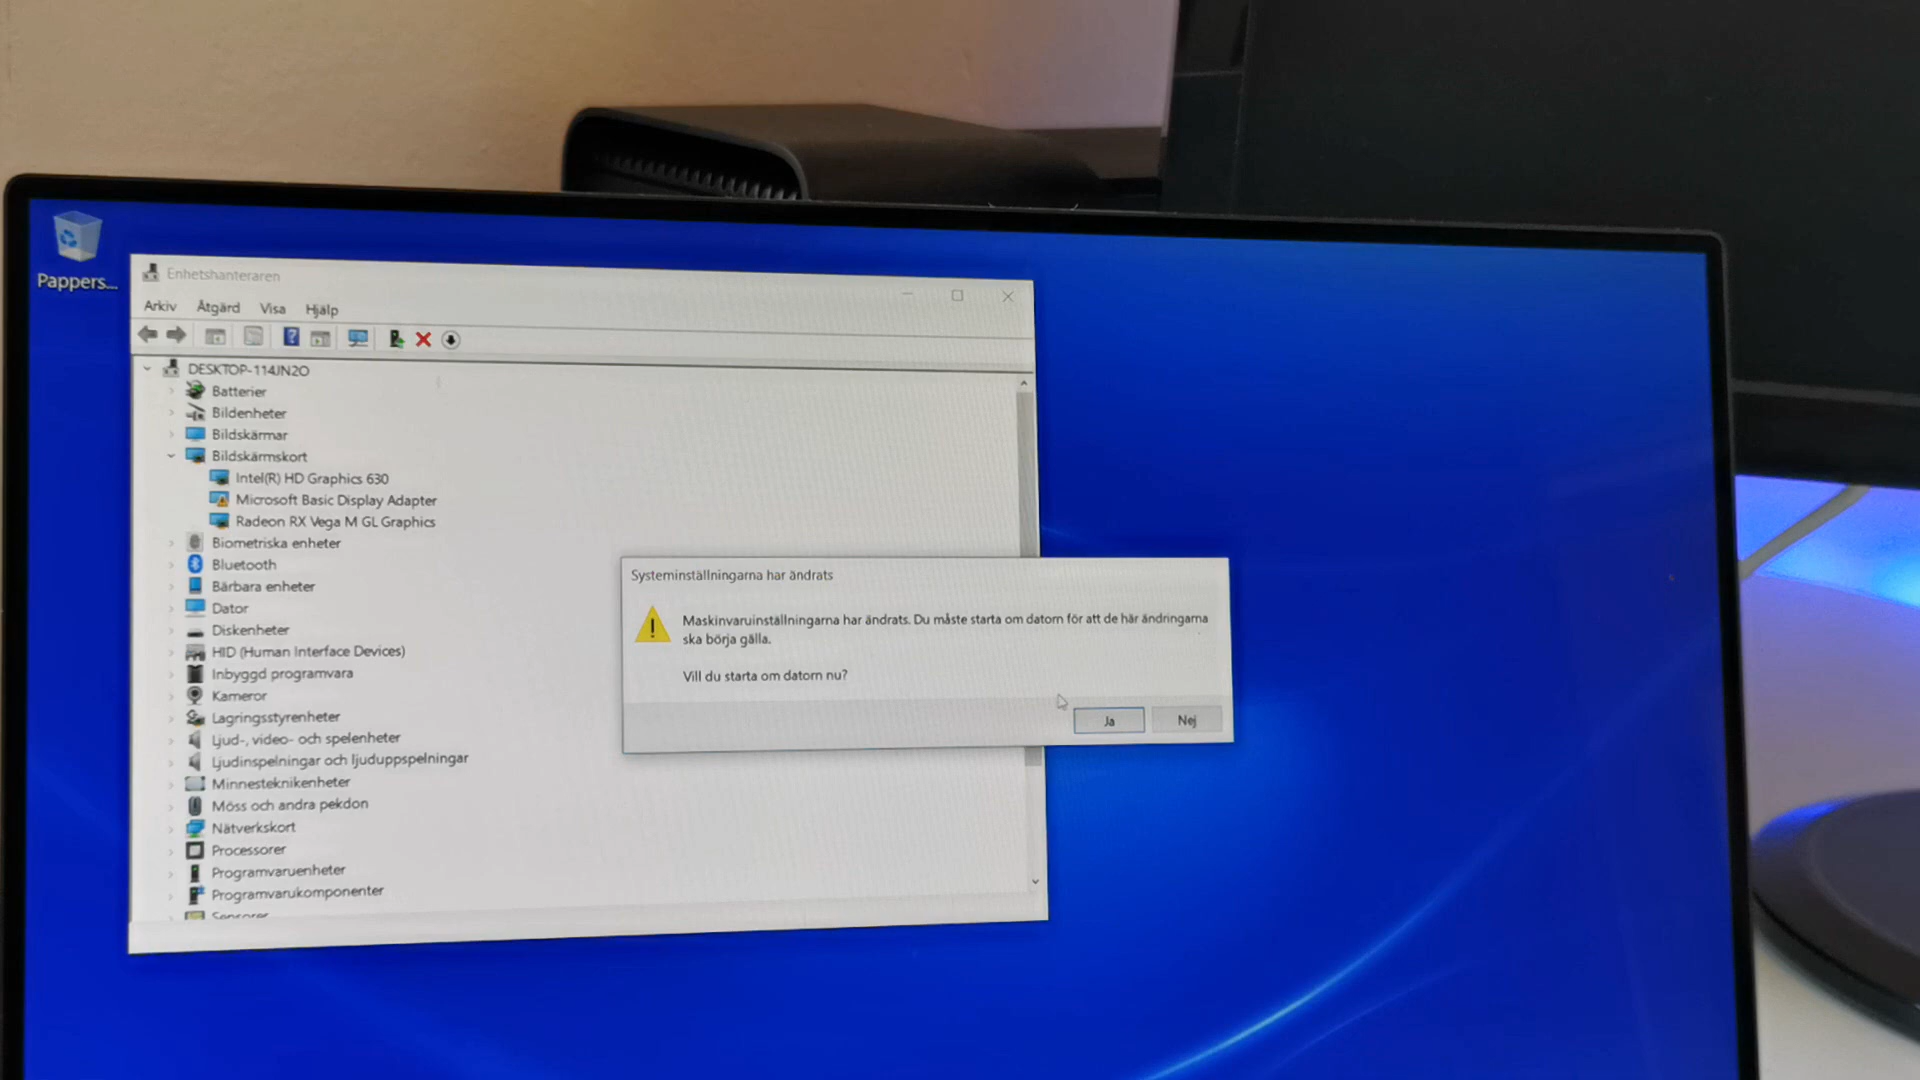 Pappers...
Enhetshanteraren
Arkiv Åtgärd Visa Hjälp
DESKTOP-114JN2O
Batterier
Bildenheter
Bildskärmar
Bildskärmskort
Intel(R) HD Graphics 630
Microsoft Basic Display Adapter
Radeon RX Vega M GL Graphics
Biometriska enheter
Bluetooth
Bärbara enheter
Dator
Diskenheter
HID (Human Interface Devices)
Inbyggd programvara
Kameror
Lagringsstyrenheter
Ljud-, video- och spelenheter
Ljudinspelningar och ljuduppspelningar
Minnesteknikenheter
Möss och andra pekdon
Nätverkskort
Processorer
Programvaruenheter
Programvarukomponenter
Sensorer
Systeminställningarna har ändrats
Maskinvaruinställningarna har ändrats. Du måste starta om datorn för att de här ändringarna
ska börja gälla.
Vill du starta om datorn nu?
Ja Nej